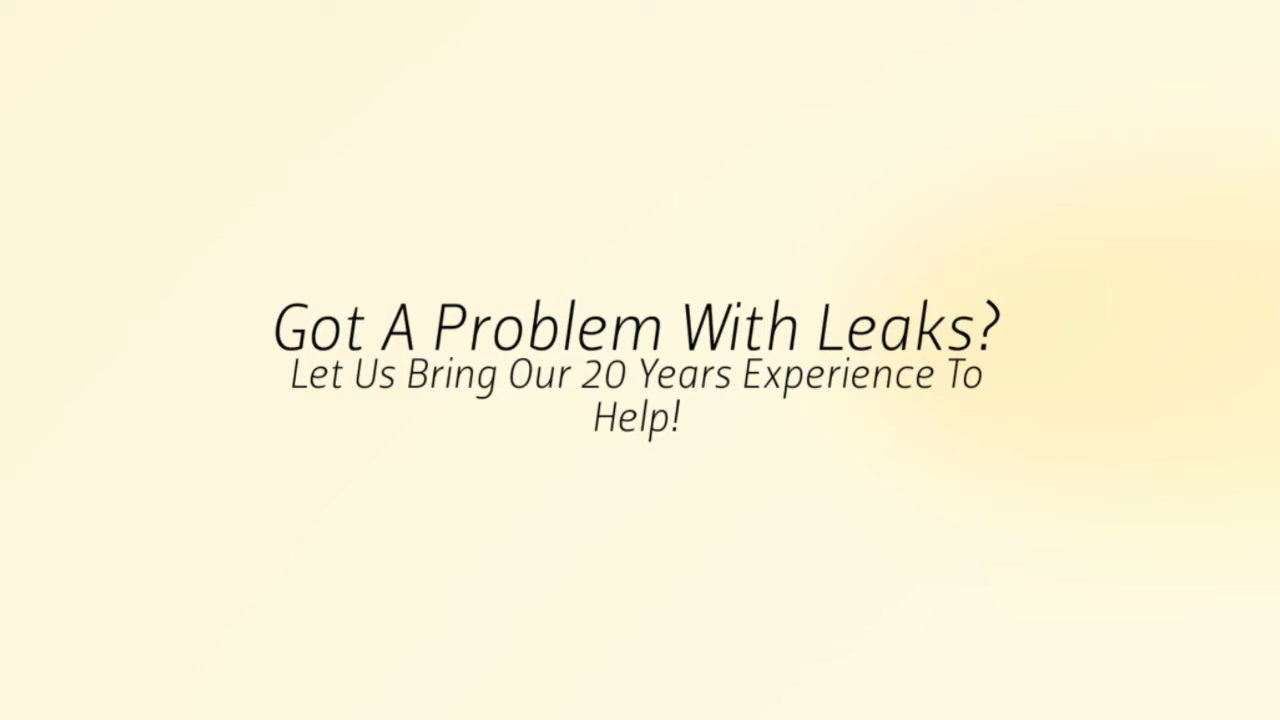 Got A Problem With Leaks?
Let Us Bring Our 20 Years Experience To
Help!